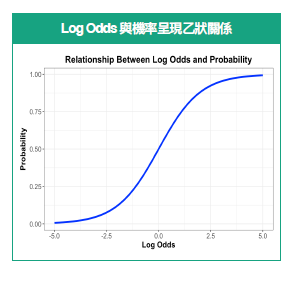 Log Odds 與機率呈現乙狀關係
Relationship Between Log Odds and Probability
1.00
0.75
0.50
0.25
0.00
Probability
-5.0 -2.5 0.0 2.5 5.0
Log Odds